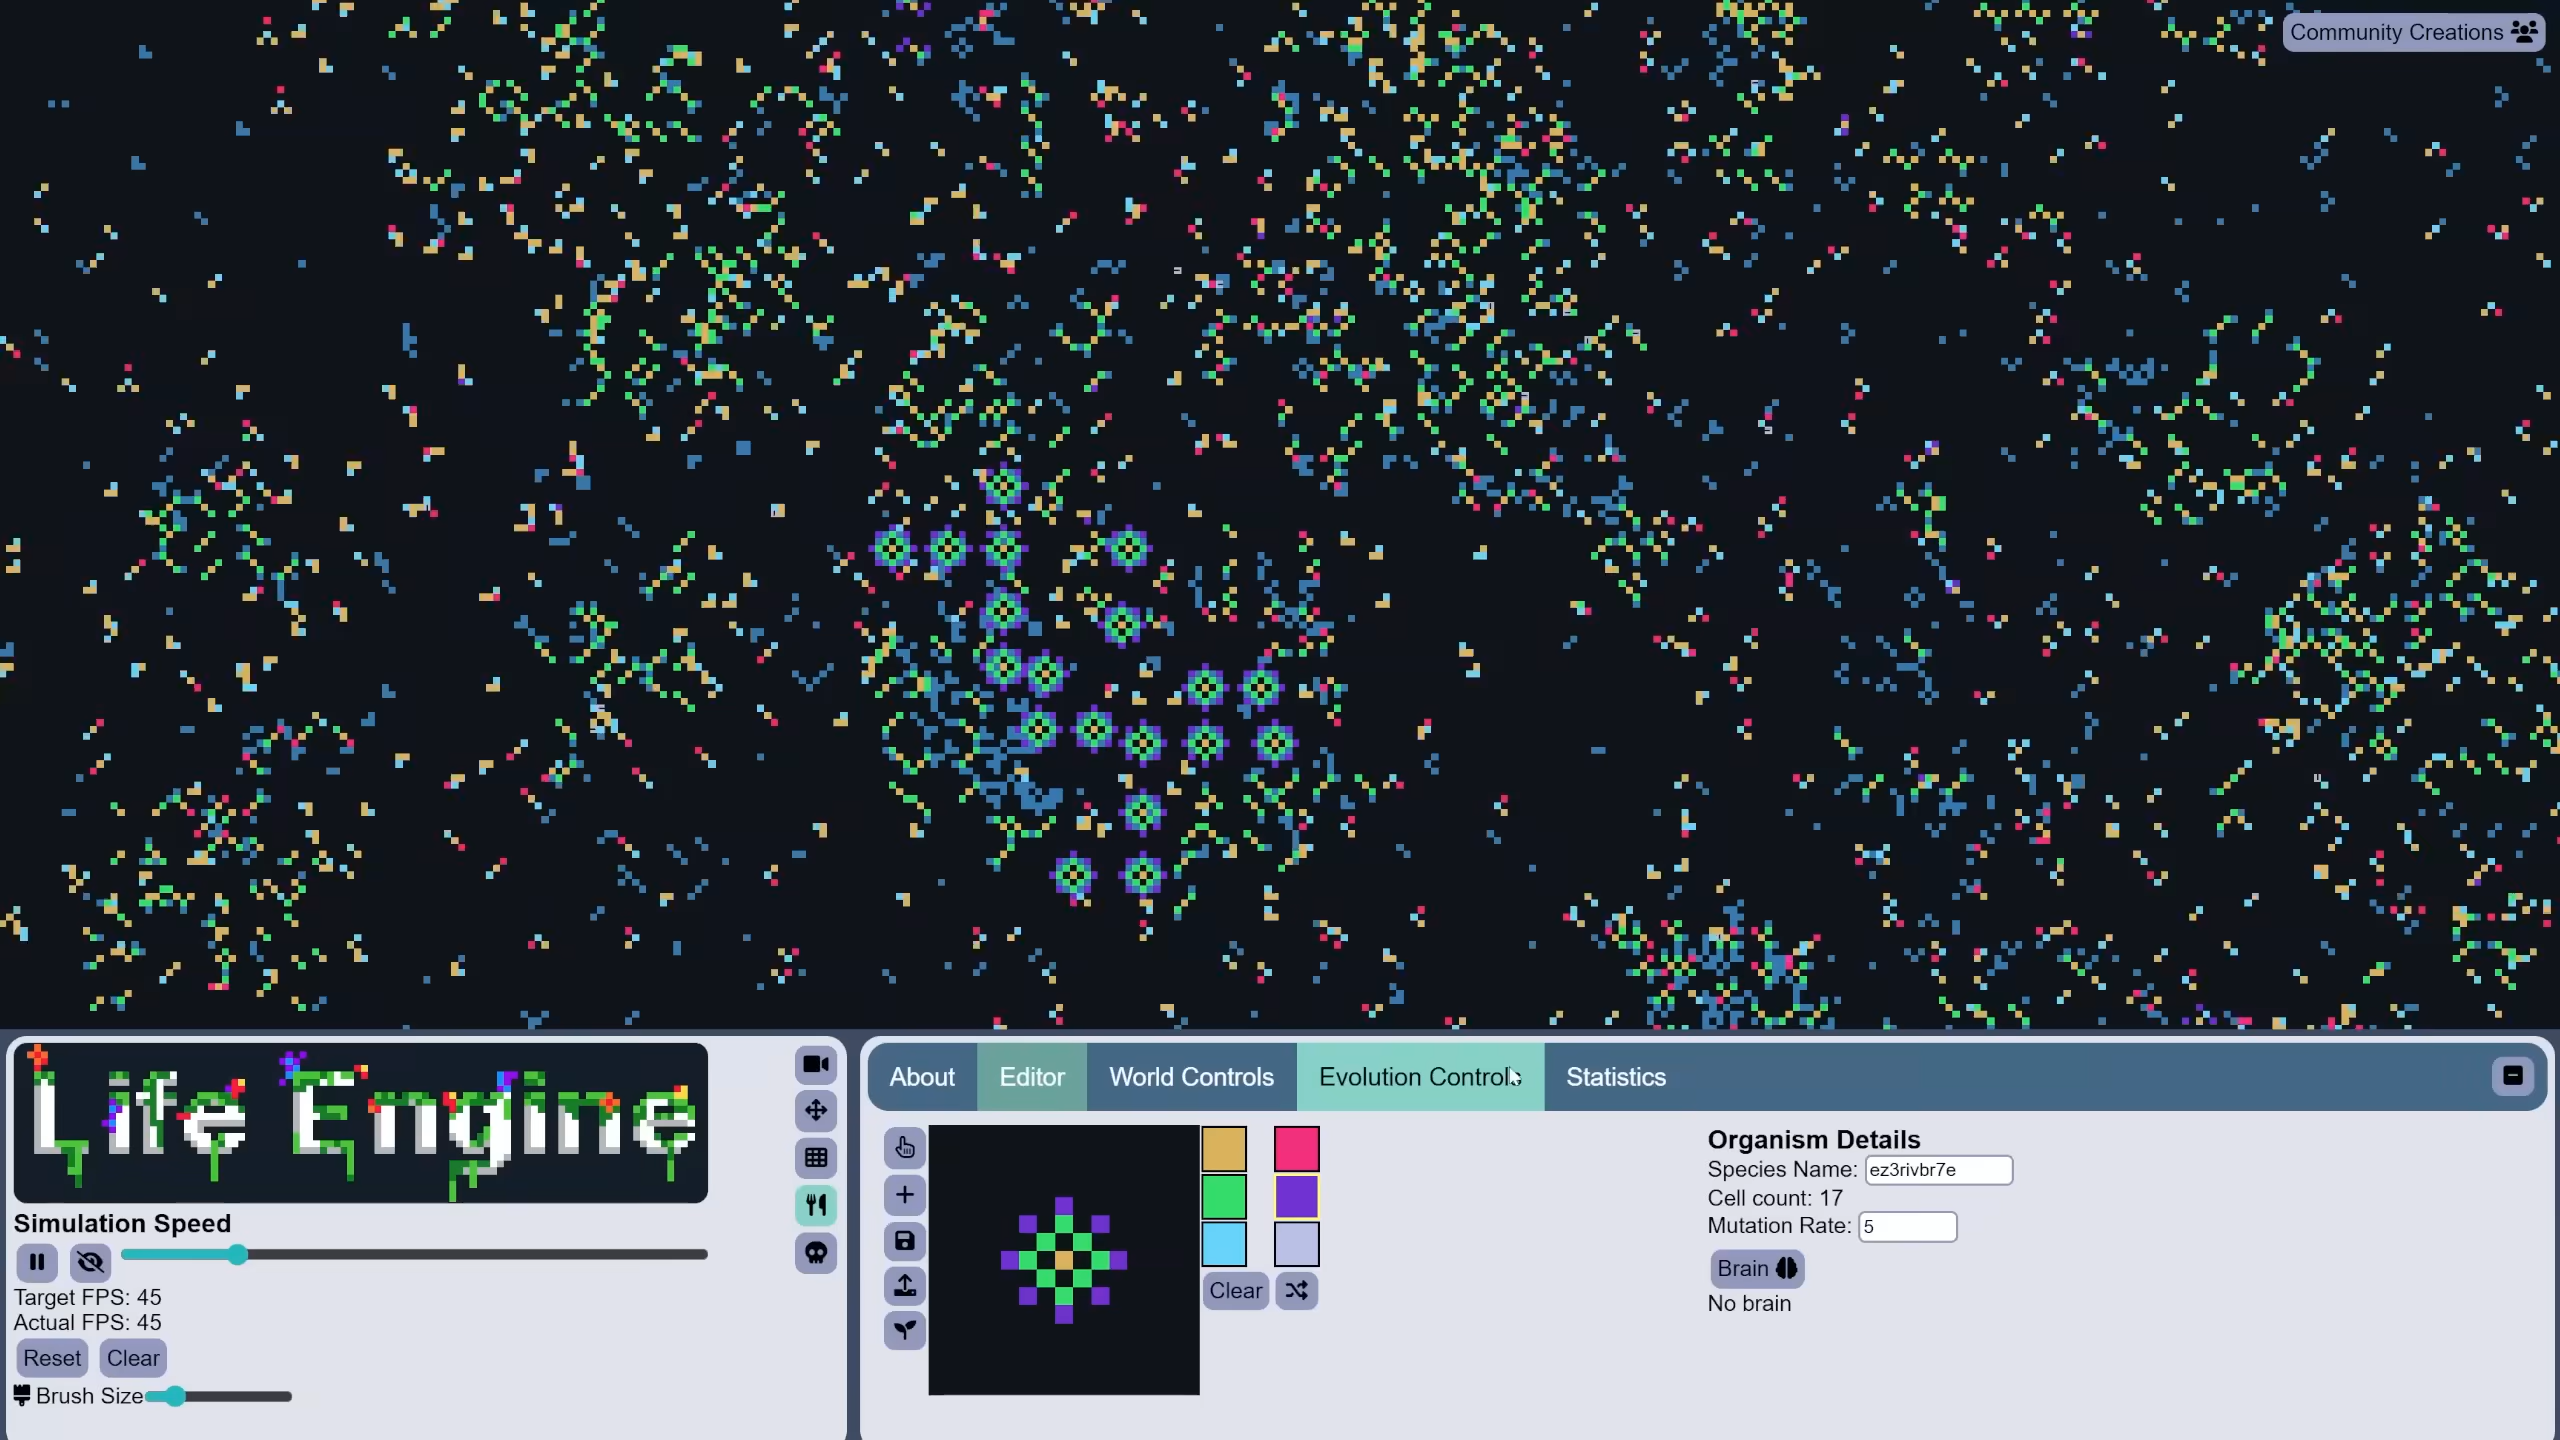 Community Creations
Life Engine
Simulation Speed
Target FPS: 45
Actual FPS: 45
Reset
Clear
Brush Size
About
Editor
World Controls
Evolution Controls
Statistics
Clear
Organism Details
Species Name: ez3rivbr7e
Cell count: 17
Mutation Rate: 5
Brain
No brain